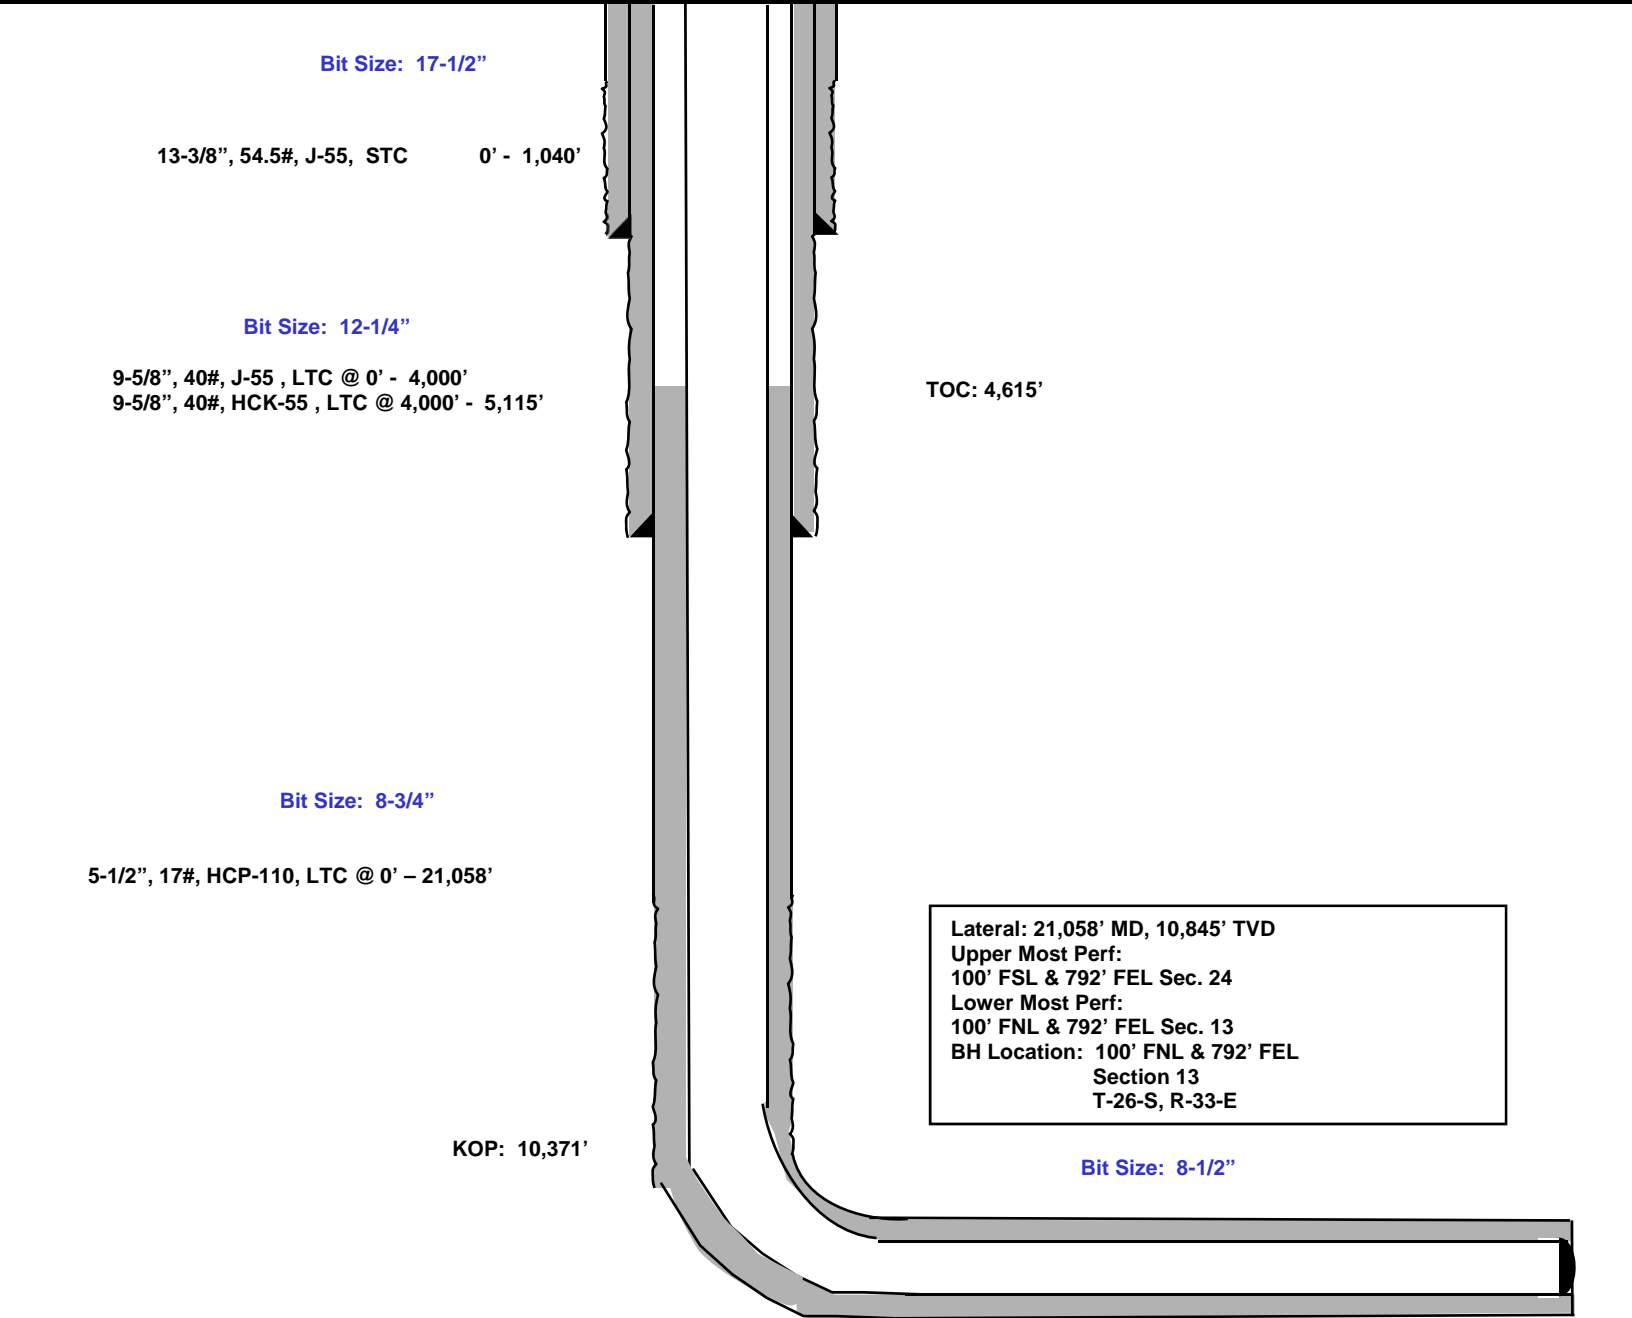 Bit Size: 17-1/2”
13-3/8”, 54.5#, J-55, STC 0’ - 1,040’
Bit Size: 12-1/4”
9-5/8”, 40#, J-55 , LTC @ 0’ - 4,000’
9-5/8”, 40#, HCK-55 , LTC @ 4,000’ - 5,115’
TOC: 4,615’
Bit Size: 8-3/4”
5-1/2”, 17#, HCP-110, LTC @ 0’ – 21,058’
Lateral: 21,058’ MD, 10,845’ TVD
Upper Most Perf:
100’ FSL & 792’ FEL Sec. 24
Lower Most Perf:
100’ FNL & 792’ FEL Sec. 13
BH Location: 100’ FNL & 792’ FEL
Section 13
T-26-S, R-33-E
KOP: 10,371’
Bit Size: 8-1/2”